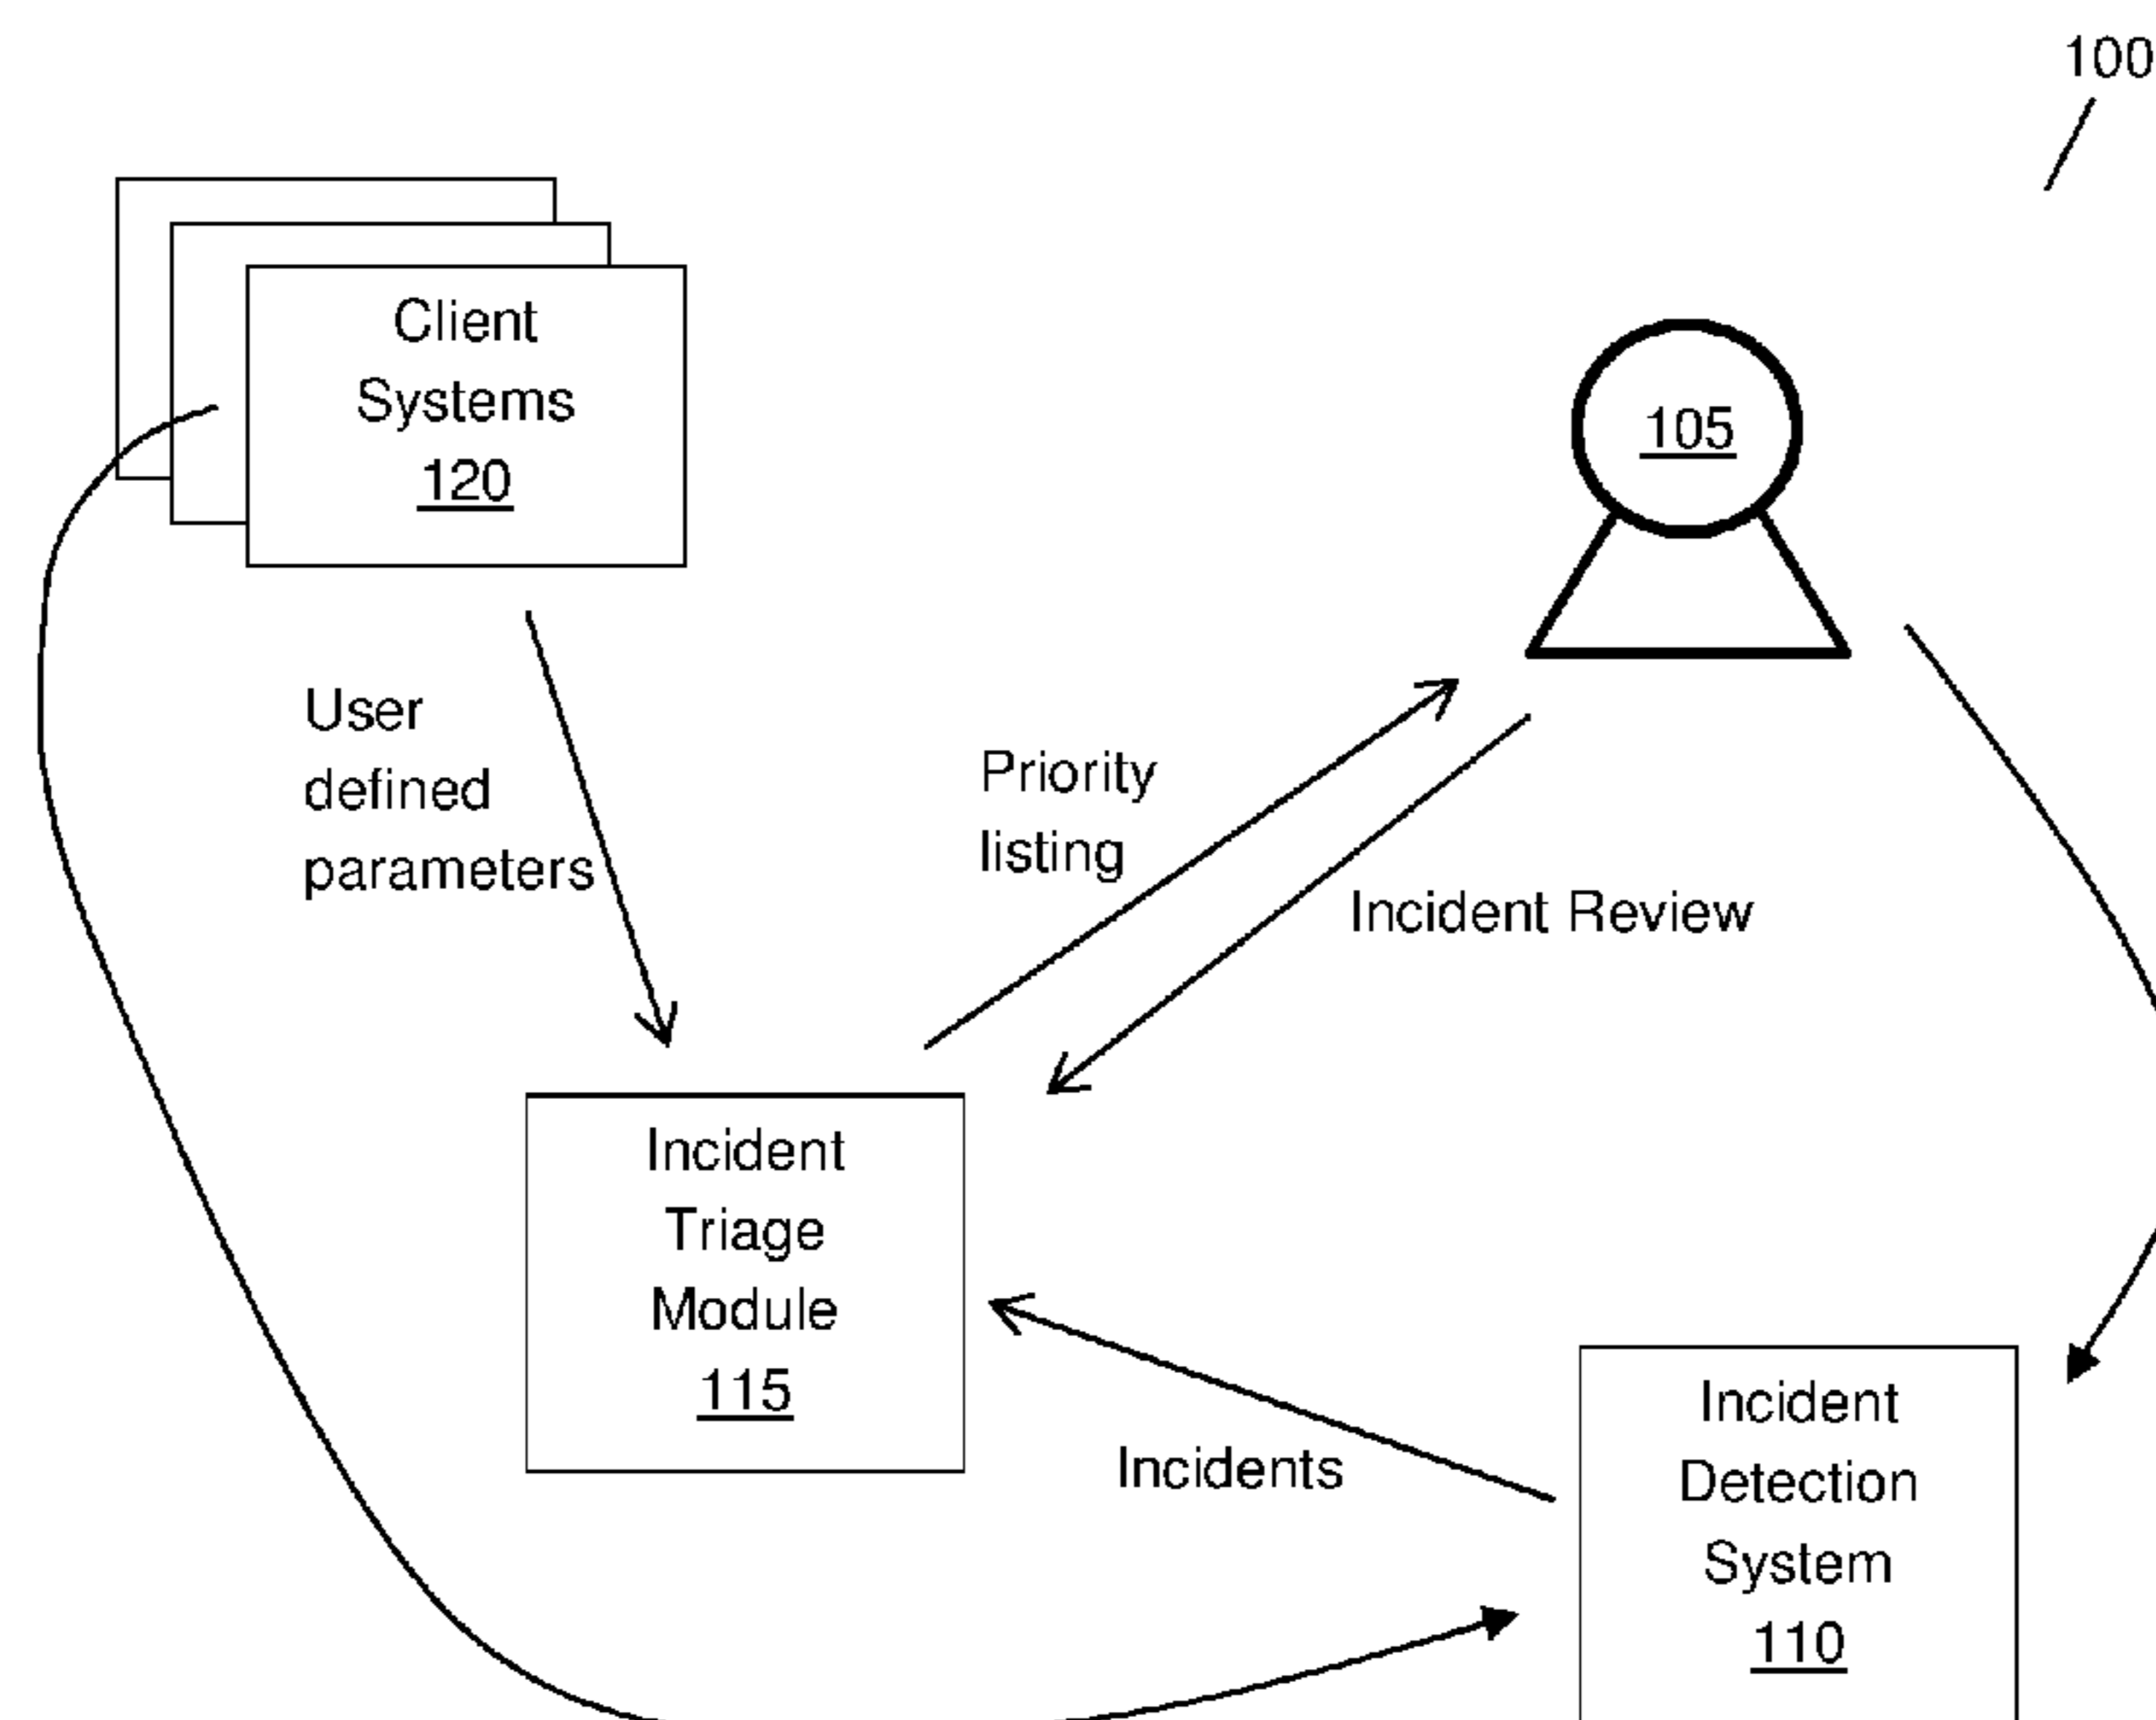 100
Client
Systems
120
105
User
defined
parameters
Priority
listing
Incident Review
Incident
Triage
Module
115
Incidents
Incident
Detection
System
110